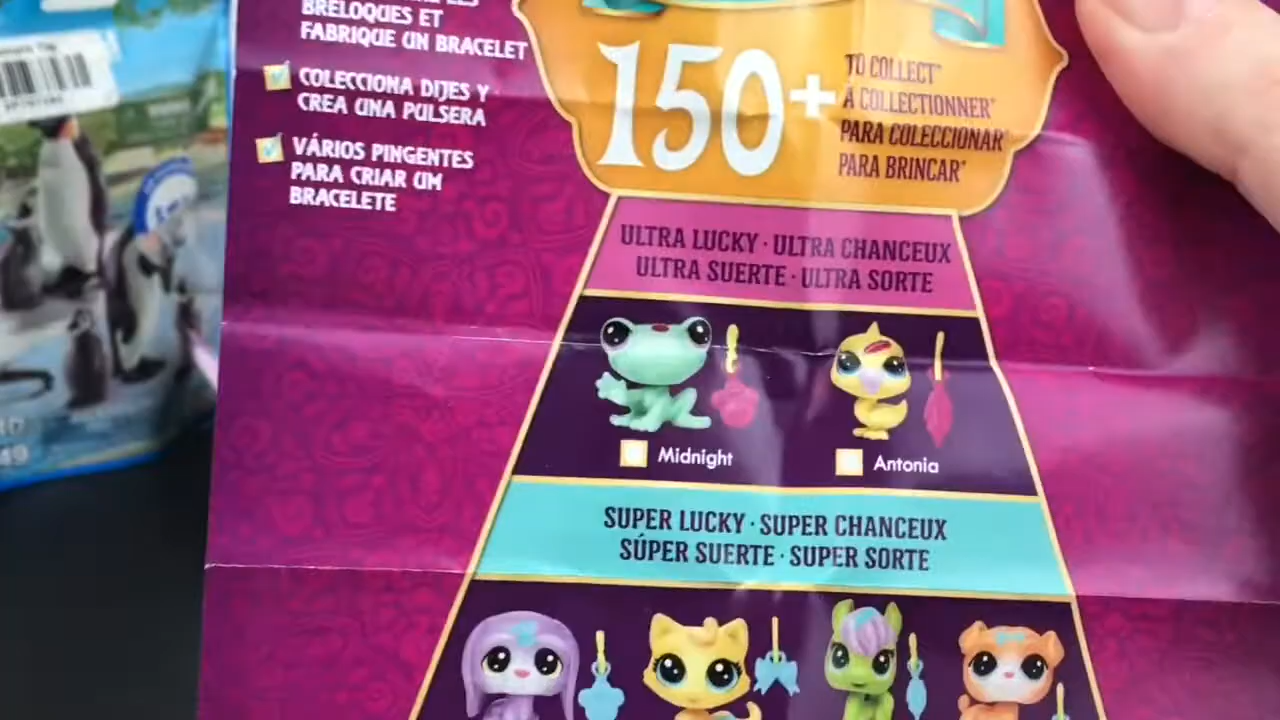 BRELOQUES ET
FABRIQUE UN BRACELET
COLECCIONA DIJES Y
CREA UNA PULSERA
VÁRIOS PINGENTES
PARA CRIAR UM
BRACELETE
150+
TO COLLECT*
À COLLECTIONNER*
PARA COLECCIONAR
PARA BRINCAR*
ULTRA LUCKY · ULTRA CHANCEUX
ULTRA SUERTE · ULTRA SORTE
Midnight
Antonia
SUPER LUCKY · SUPER CHANCEUX
SÚPER SUERTE · SUPER SORTE